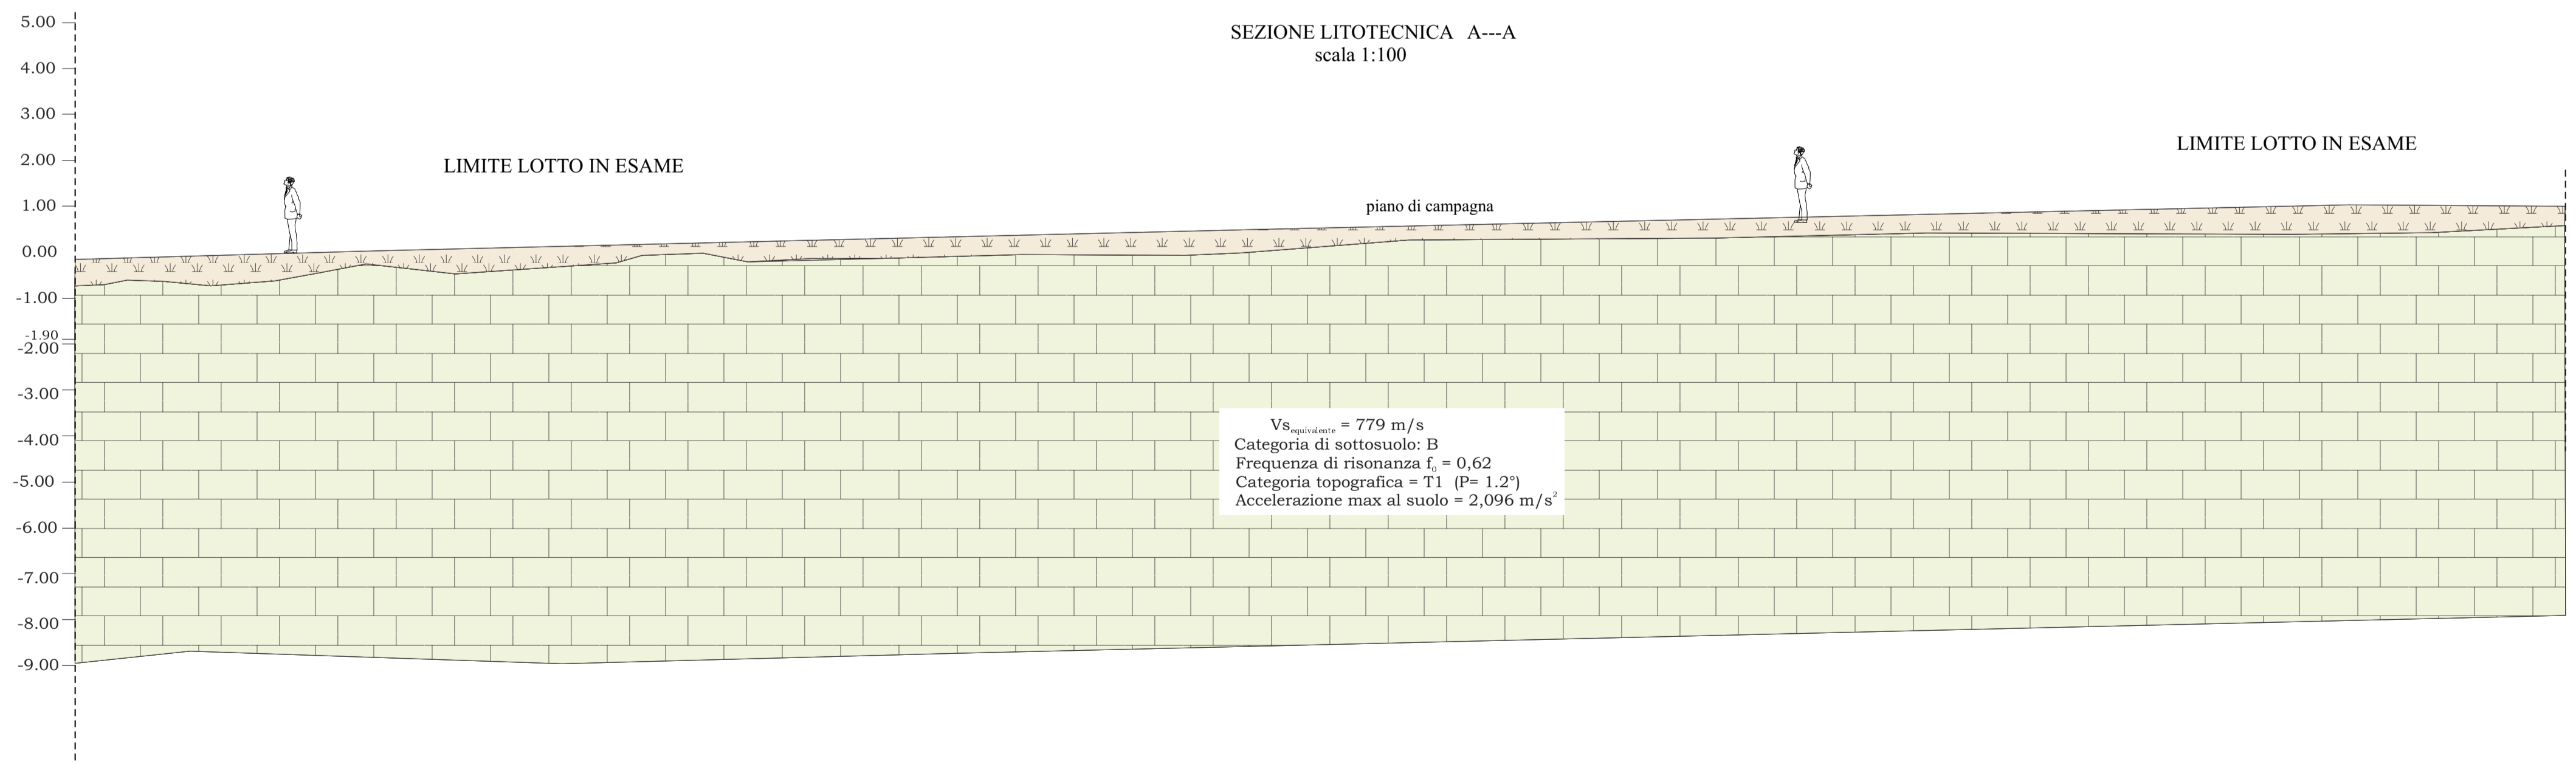 SEZIONE LITOTECNICA A---A
scala 1:100
5.00
4.00
3.00
2.00
1.00
0.00
-1.00
-1.90
-2.00
-3.00
-4.00
-5.00
-6.00
-7.00
-8.00
-9.00
LIMITE LOTTO IN ESAME
LIMITE LOTTO IN ESAME
piano di campagna
Vsequivalente = 779 m/s
Categoria di sottosuolo: B
Frequenza di risonanza f0 = 0,62
Categoria topografica = T1 (P= 1.2°)
Accelerazione max al suolo = 2,096 m/s²